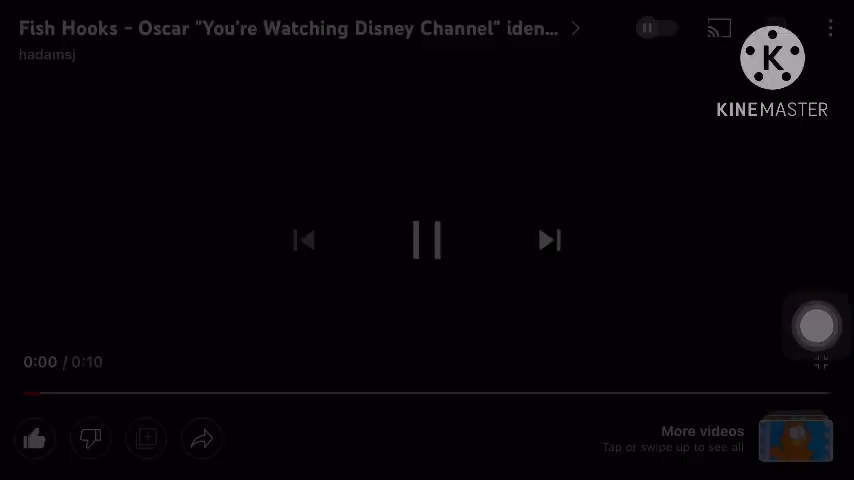 Fish Hooks - Oscar "You're Watching Disney Channel" iden...
hadamsj
K
KINEMASTER
0:00 / 0:10
More videos
Tap or swipe up to see all